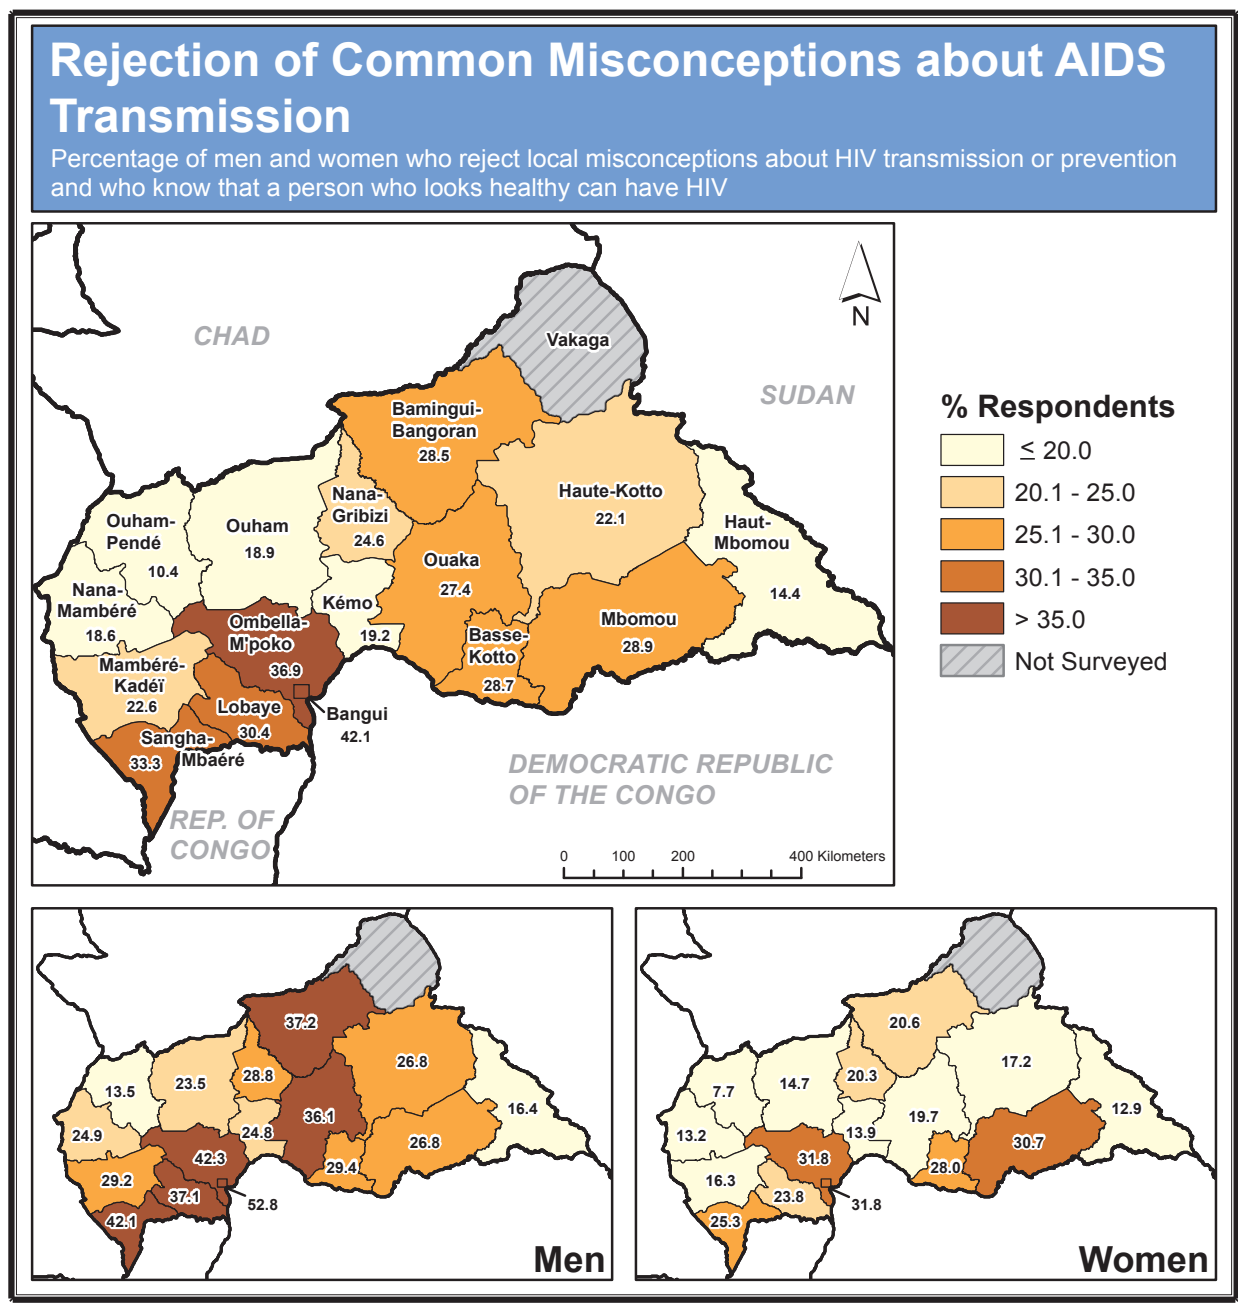 Rejection of Common Misconceptions about AIDS
Transmission
Percentage of men and women who reject local misconceptions about HIV transmission or prevention
and who know that a person who looks healthy can have HIV
CHAD
SUDAN
DEMOCRATIC REPUBLIC
OF THE CONGO
REP. OF
CONGO
N
Vakaga
Bamingui-
Bangoran
28.5
Haute-Kotto
22.1
Nana-
Gribizi
24.6
Ouham-
Pendé
10.4
Ouham
18.9
Haut-
Mbomou
14.4
Ouaka
27.4
Nana-
Mambéré
18.6
Kémo
19.2
Ombella-
M'poko
36.9
Mbomou
28.9
Basse-
Kotto
28.7
Mambéré-
Kadéï
22.6
Lobaye
30.4
Bangui
42.1
Sangha-
Mbaéré
33.3
0 100 200 400 Kilometers
% Respondents
≤ 20.0
20.1 - 25.0
25.1 - 30.0
30.1 - 35.0
> 35.0
Not Surveyed
37.2
26.8
28.8
23.5
13.5
16.4
36.1
24.8
24.9
26.8
42.3
29.4
29.2
37.1
52.8
42.1
Men
20.6
17.2
20.3
14.7
7.7
12.9
19.7
13.9
13.2
30.7
31.8
28.0
16.3
23.8
31.8
25.3
Women